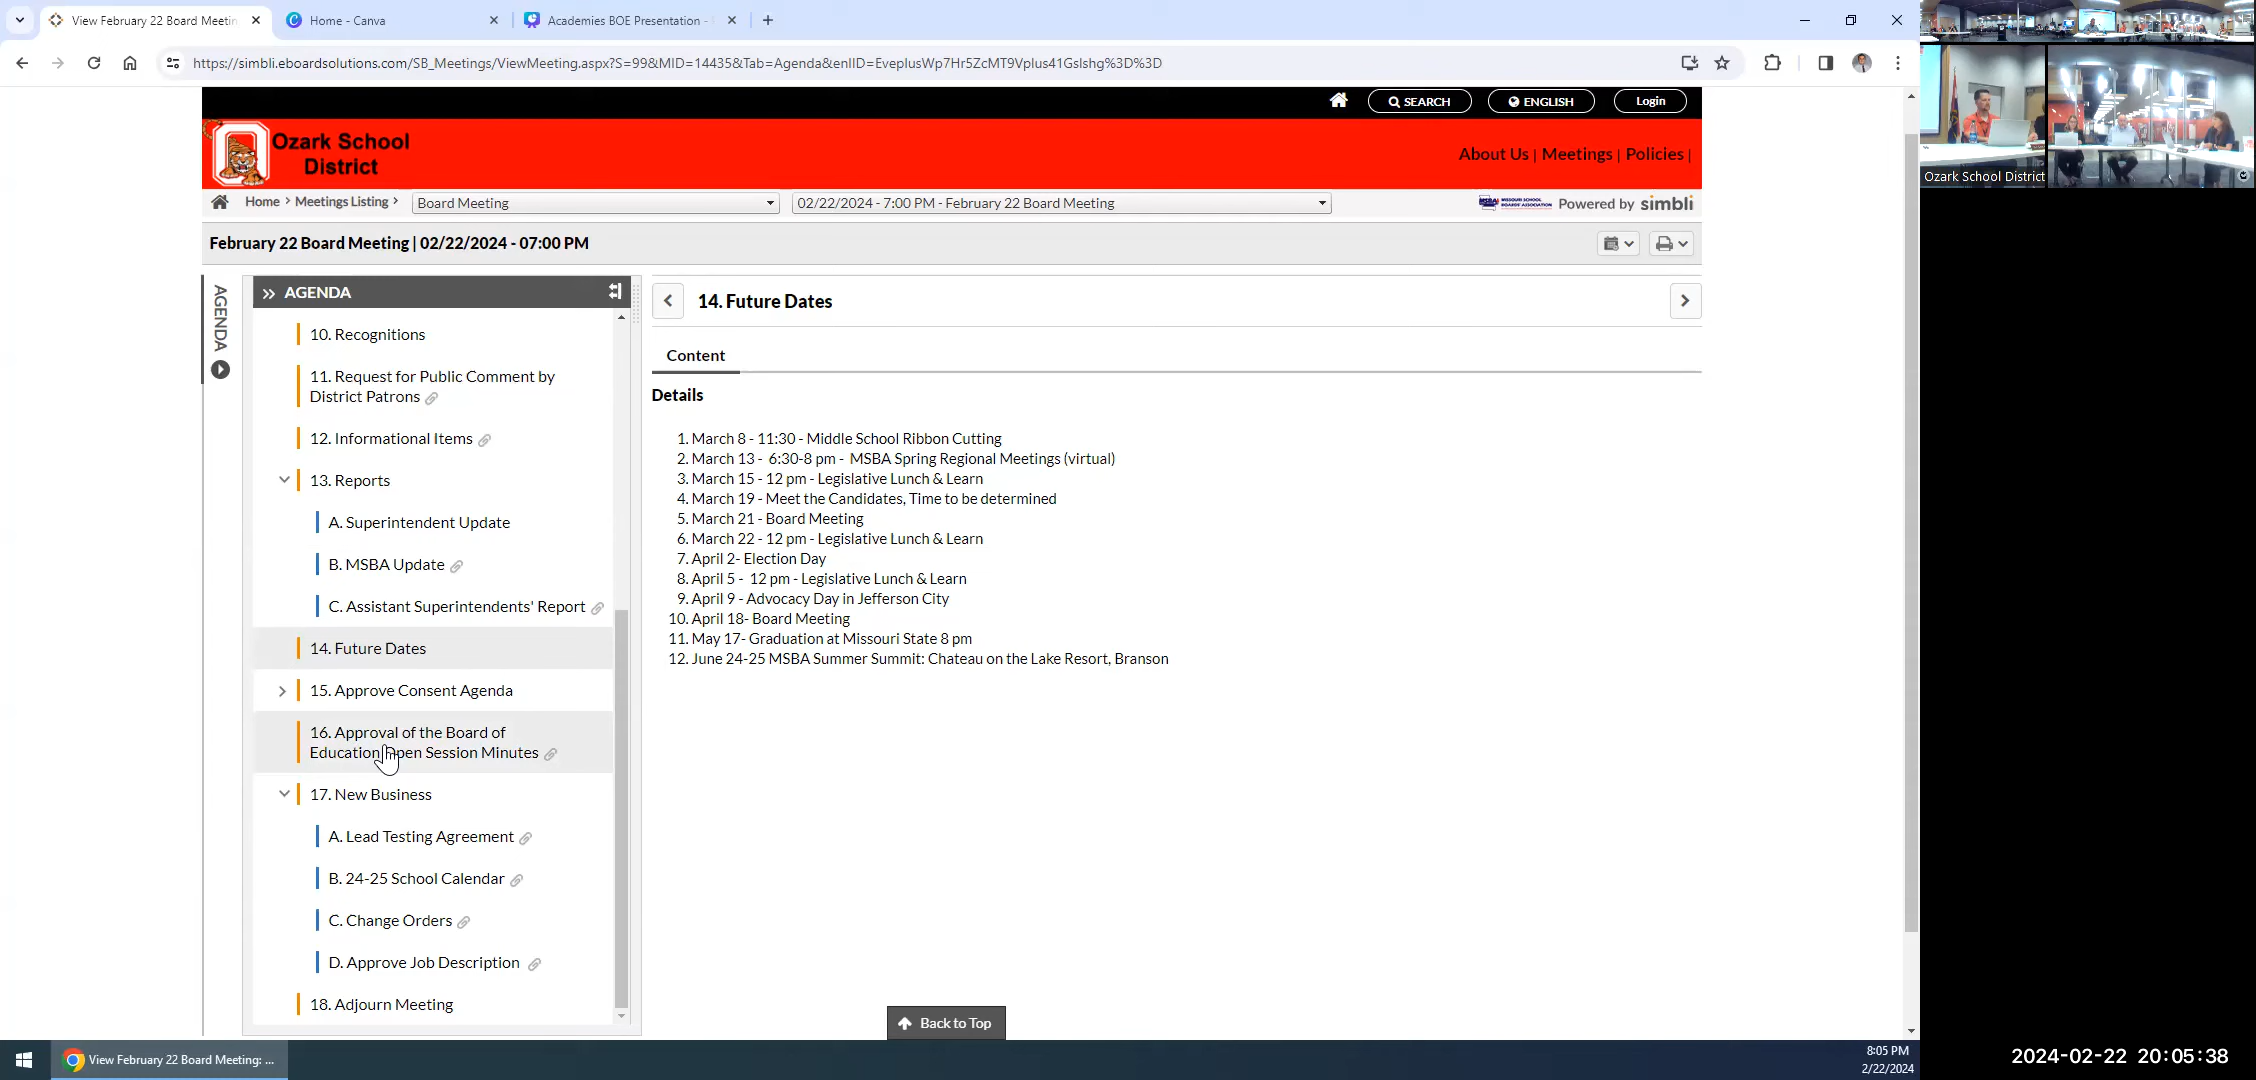 View February 22 Board Meetin
Home - Canva
Academies BOE Presentation -
https://simbli.eboardsolutions.com/SB_Meetings/ViewMeeting.aspx?S=99&MID=14435&Tab=Agenda&enIID=EveplusWp7Hr5ZcMT9Vplus41Gslshg%3D%3D
SEARCH
ENGLISH
Login
Ozark School
District
About Us | Meetings | Policies |
Home > Meetings Listing >
Board Meeting
02/22/2024 - 7:00 PM - February 22 Board Meeting
Powered by simbli
February 22 Board Meeting | 02/22/2024 - 07:00 PM
AGENDA
AGENDA
10. Recognitions
11. Request for Public Comment by
District Patrons
12. Informational Items
13. Reports
A. Superintendent Update
B. MSBA Update
C. Assistant Superintendents' Report
14. Future Dates
15. Approve Consent Agenda
16. Approval of the Board of
Education Open Session Minutes
17. New Business
A. Lead Testing Agreement
B. 24-25 School Calendar
C. Change Orders
D. Approve Job Description
18. Adjourn Meeting
14. Future Dates
Content
Details
1. March 8 - 11:30 - Middle School Ribbon Cutting
2. March 13 - 6:30-8 pm - MSBA Spring Regional Meetings (virtual)
3. March 15 - 12 pm - Legislative Lunch & Learn
4. March 19 - Meet the Candidates, Time to be determined
5. March 21 - Board Meeting
6. March 22 - 12 pm - Legislative Lunch & Learn
7. April 2- Election Day
8. April 5 - 12 pm - Legislative Lunch & Learn
9. April 9 - Advocacy Day in Jefferson City
10. April 18- Board Meeting
11. May 17- Graduation at Missouri State 8 pm
12. June 24-25 MSBA Summer Summit: Chateau on the Lake Resort, Branson
Back to Top
Ozark School District
View February 22 Board Meeting: ...
8:05 PM
2/22/2024
2024-02-22 20:05:38